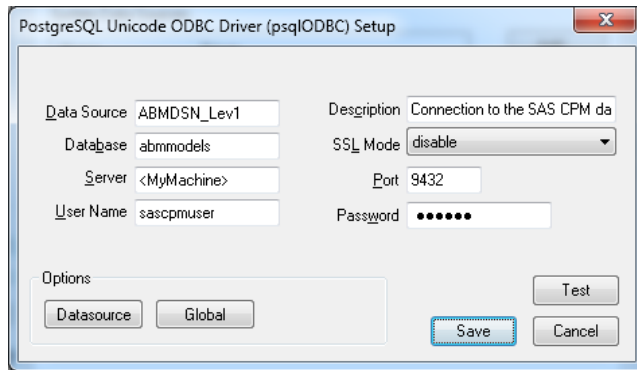 PostgreSQL Unicode ODBC Driver (psqlODBC) Setup
Data Source ABMDSN_Lev1 Description Connection to the SAS CPM da
Database abmmodels SSL Mode disable
Server <MyMachine> Port 9432
User Name sascpmuser Password ●●●●●●
Options
Datasource Global
Test
Save Cancel